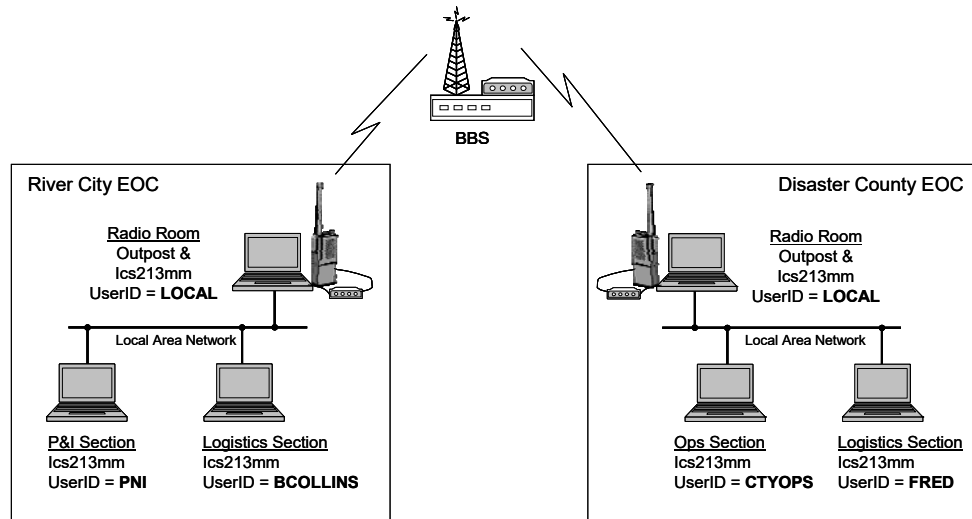 BBS
River City EOC
Radio Room
Outpost &
Ics213mm
UserID = LOCAL
Local Area Network
P&I Section
Ics213mm
UserID = PNI
Logistics Section
Ics213mm
UserID = BCOLLINS
Disaster County EOC
Radio Room
Outpost &
Ics213mm
UserID = LOCAL
Local Area Network
Ops Section
Ics213mm
UserID = CTYOPS
Logistics Section
Ics213mm
UserID = FRED